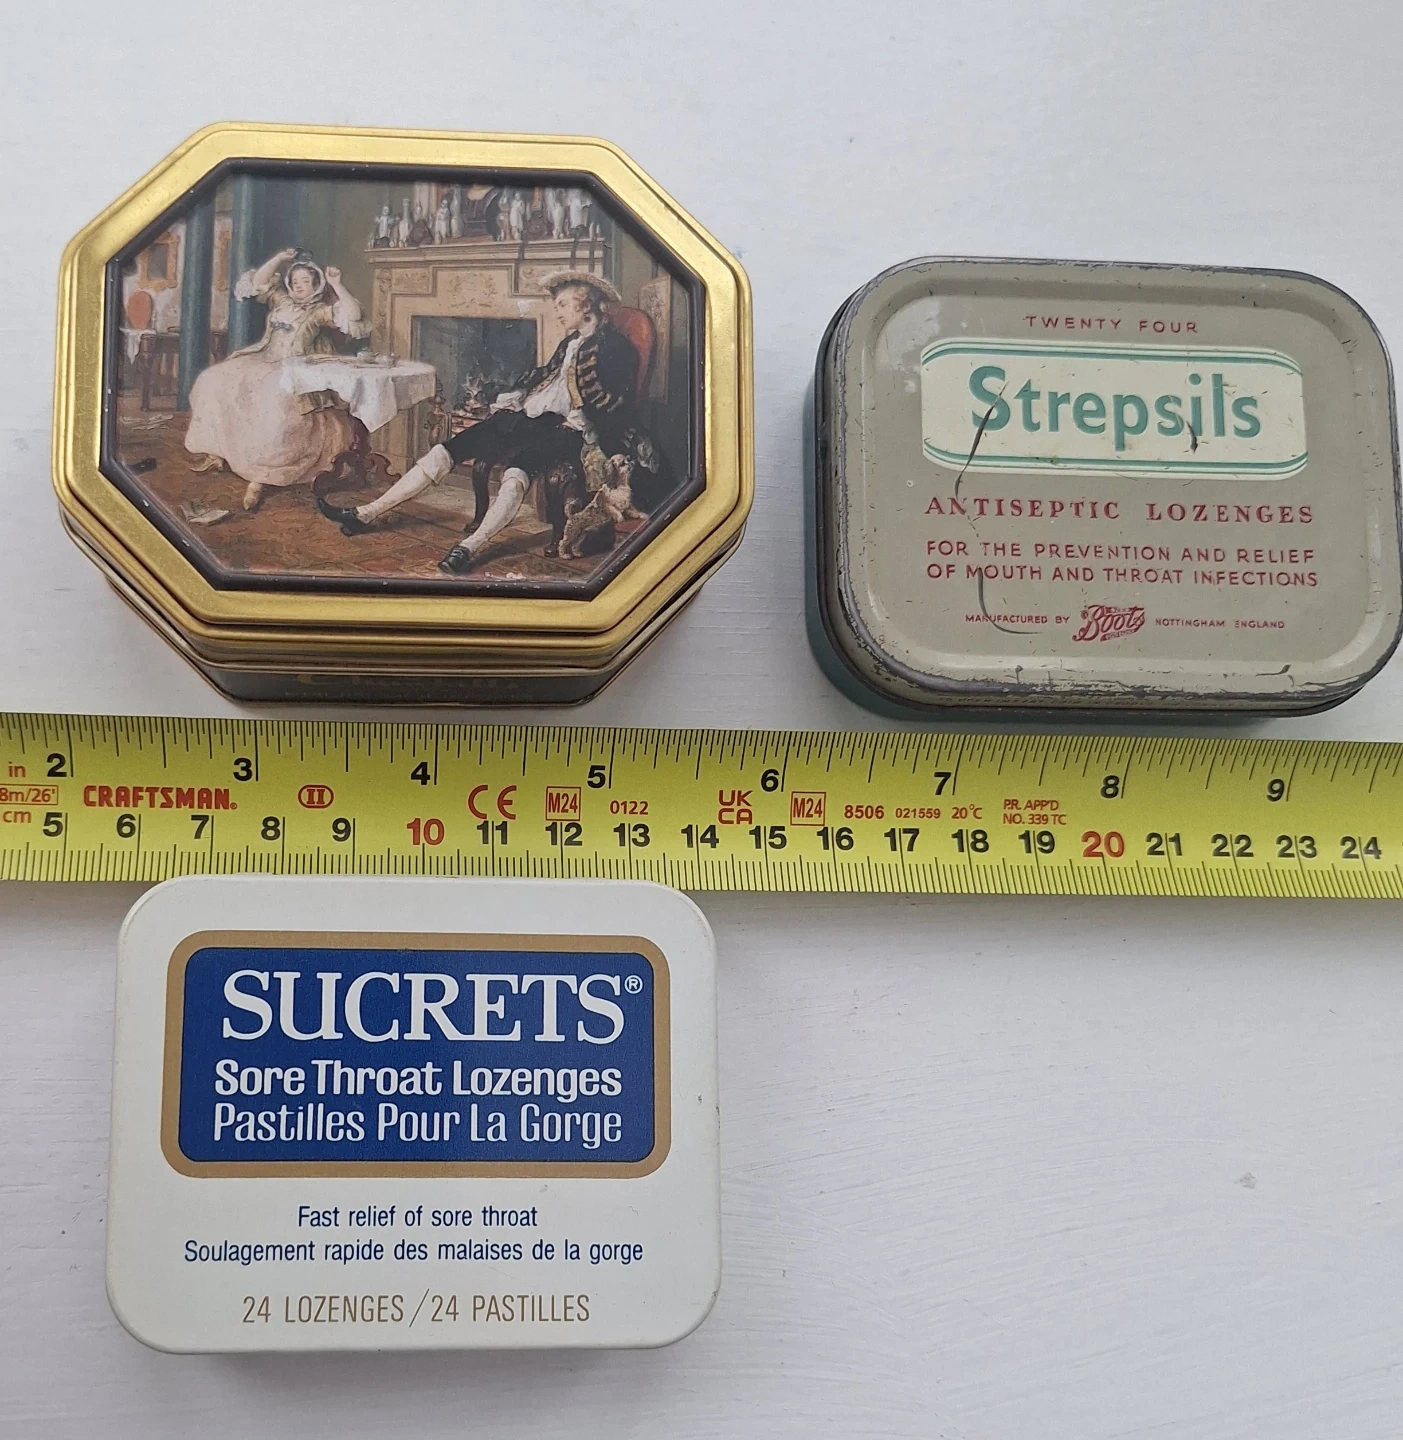 TWENTY FOUR
Strepsils
ANTISEPTIC LOZENGES
FOR THE PREVENTION AND RELIEF
OF MOUTH AND THROAT INFECTIONS
MANUFACTURED BY Boots NOTTINGHAM ENGLAND
in 2 3 4 5 6 7 8 9
8m/26' CRAFTSMAN® II CE M24 0122 UK CA M24 8506 021559 20°C P.R. APP'D
NO. 339 TC
cm 5 6 7 8 9 10 11 12 13 14 15 16 17 18 19 20 21 22 23 24
SUCRETS®
Sore Throat Lozenges
Pastilles Pour La Gorge
Fast relief of sore throat
Soulagement rapide des malaises de la gorge
24 LOZENGES/24 PASTILLES